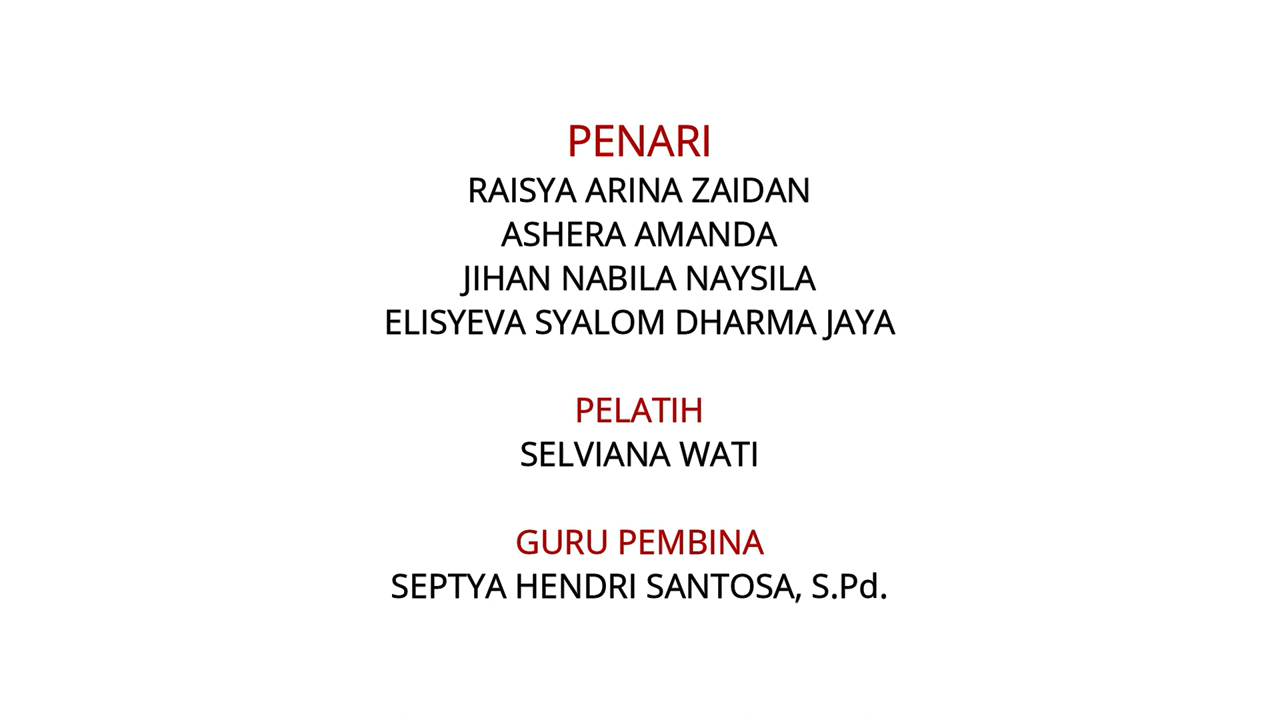 PENARI
RAISYA ARINA ZAIDAN
ASHERA AMANDA
JIHAN NABILA NAYSILA
ELISYEVA SYALOM DHARMA JAYA
PELATIH
SELVIANA WATI
GURU PEMBINA
SEPTYA HENDRI SANTOSA, S.Pd.